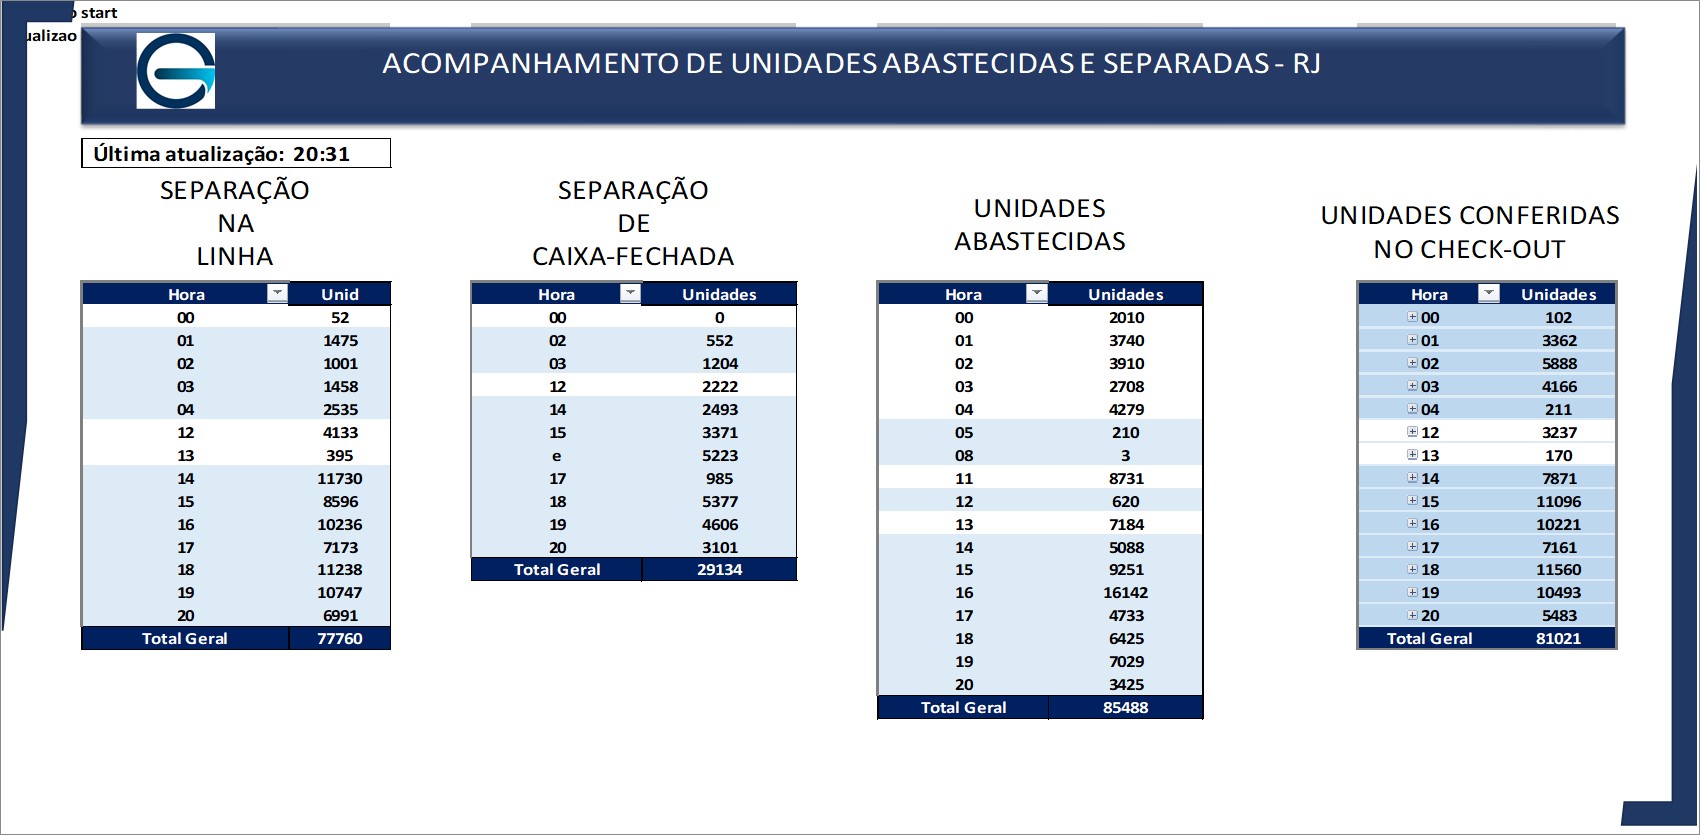 start
ualizao
ACOMPANHAMENTO DE UNIDADES ABASTECIDAS E SEPARADAS - RJ
Última atualização: 20:31
SEPARAÇÃO
NA
LINHA
Hora Unid
00 52
01 1475
02 1001
03 1458
04 2535
12 4133
13 395
14 11730
15 8596
16 10236
17 7173
18 11238
19 10747
20 6991
Total Geral 77760
SEPARAÇÃO
DE
CAIXA-FECHADA
Hora Unidades
00 0
02 552
03 1204
12 2222
14 2493
15 3371
e 5223
17 985
18 5377
19 4606
20 3101
Total Geral 29134
UNIDADES
ABASTECIDAS
Hora Unidades
00 2010
01 3740
02 3910
03 2708
04 4279
05 210
08 3
11 8731
12 620
13 7184
14 5088
15 9251
16 16142
17 4733
18 6425
19 7029
20 3425
Total Geral 85488
UNIDADES CONFERIDAS
NO CHECK-OUT
Hora Unidades
00 102
01 3362
02 5888
03 4166
04 211
12 3237
13 170
14 7871
15 11096
16 10221
17 7161
18 11560
19 10493
20 5483
Total Geral 81021